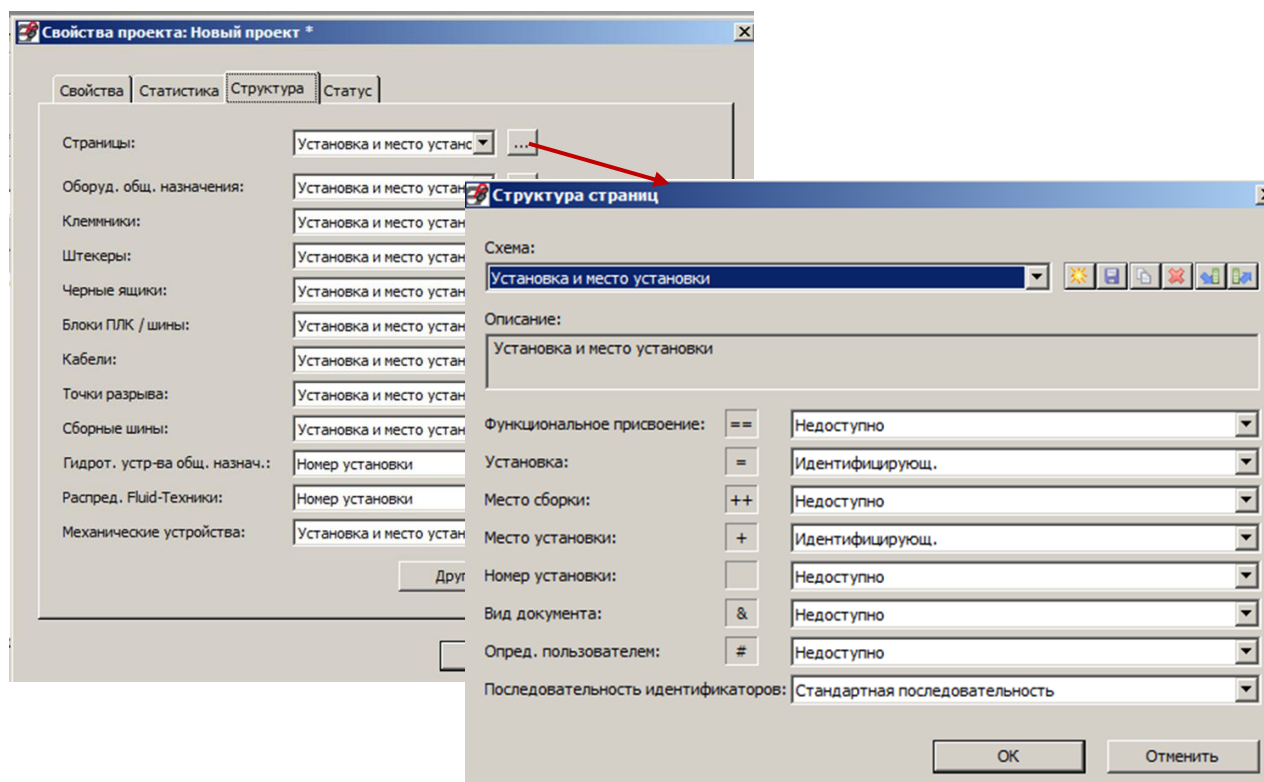 Свойства проекта: Новый проект *
Свойства Статистика Структура Статус
Страницы: Установка и место устанс ...
Оборуд. общ. назначения: Установка и место устан
Клеммники: Установка и место устан
Штекеры: Установка и место устан
Черные ящики: Установка и место устан
Блоки ПЛК / шины: Установка и место устан
Кабели: Установка и место устан
Точки разрыва: Установка и место устан
Сборные шины: Установка и место устан
Гидрот. устр-ва общ. назнач.: Номер установки
Распред. Fluid-Техники: Номер установки
Механические устройства: Установка и место устан
Друг
Структура страниц
Схема:
Установка и место установки
Описание:
Установка и место установки
Функциональное присвоение: == Недоступно
Установка: = Идентифицирующ.
Место сборки: ++ Недоступно
Место установки: + Идентифицирующ.
Номер установки: Недоступно
Вид документа: & Недоступно
Опред. пользователем: # Недоступно
Последовательность идентификаторов: Стандартная последовательность
OK Отменить